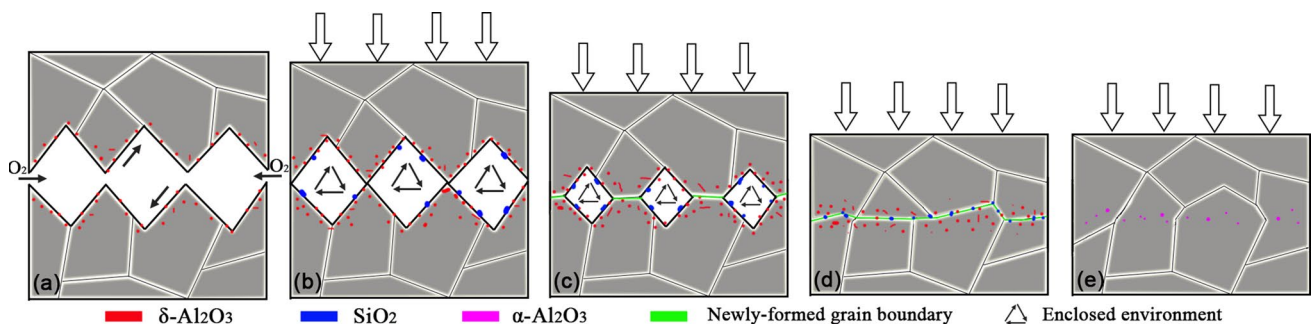 O₂
O₂
(a)
(b)
(c)
(d)
(e)
δ-Al₂O₃
SiO₂
α-Al₂O₃
Newly-formed grain boundary
Enclosed environment